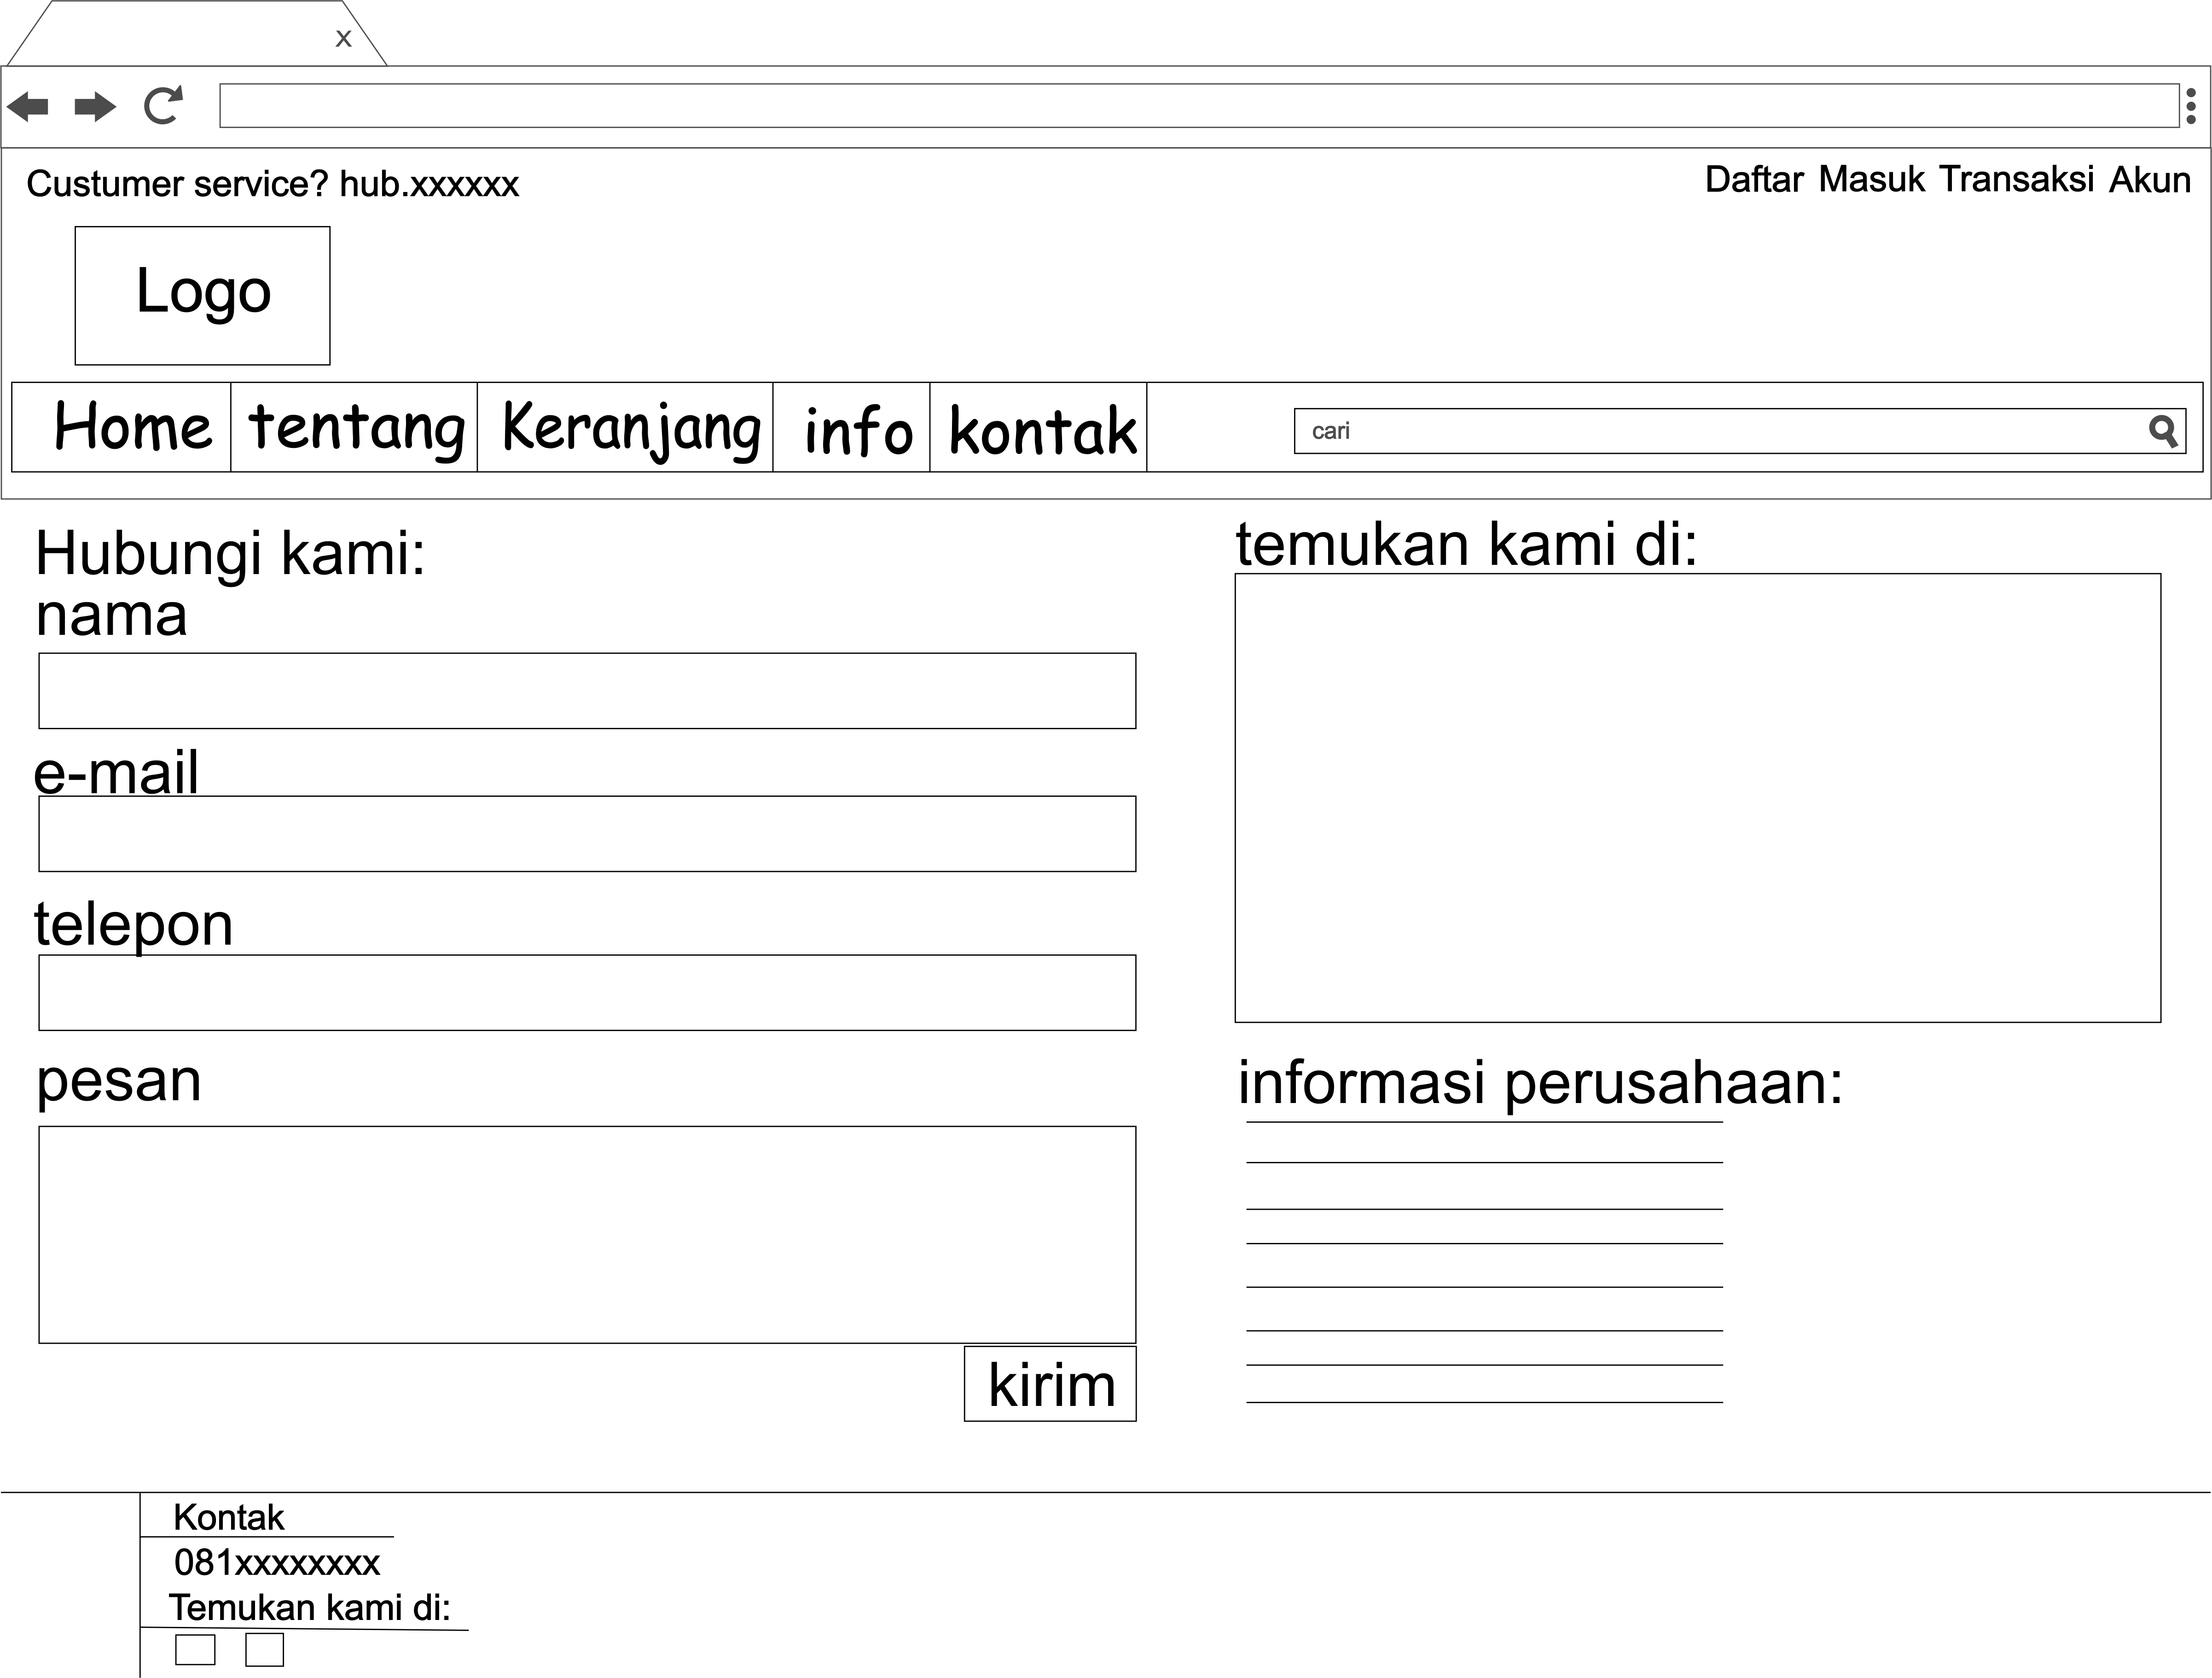 x
Custumer service? hub.xxxxxx
Daftar Masuk Transaksi Akun
Logo
Home tentang Keranjang info kontak
cari
Hubungi kami:
nama
e-mail
telepon
pesan
kirim
temukan kami di:
informasi perusahaan:
Kontak
081xxxxxxxx
Temukan kami di: